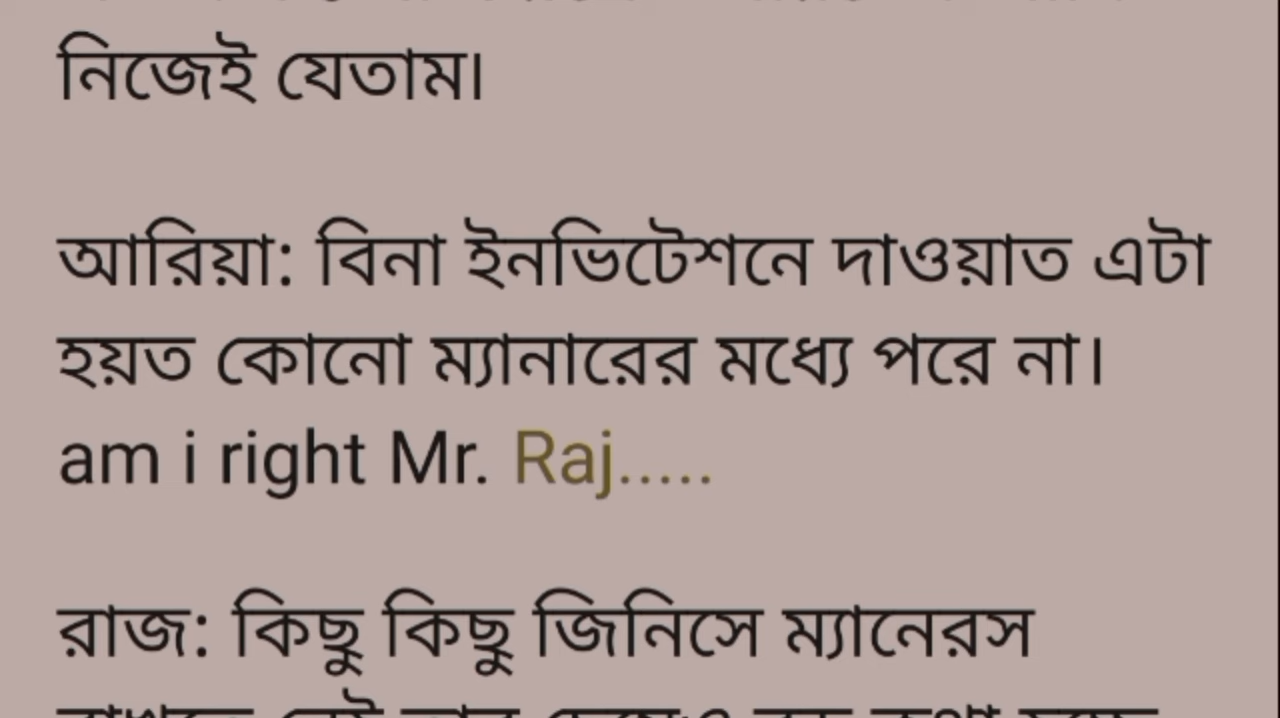 নিজেই যেতাম।
আরিয়া: বিনা ইনভিটেশনে দাওয়াত এটা
হয়ত কোনো ম্যানারের মধ্যে পরে না।
am i right Mr. Raj.....
রাজ: কিছু কিছু জিনিসে ম্যানেরস